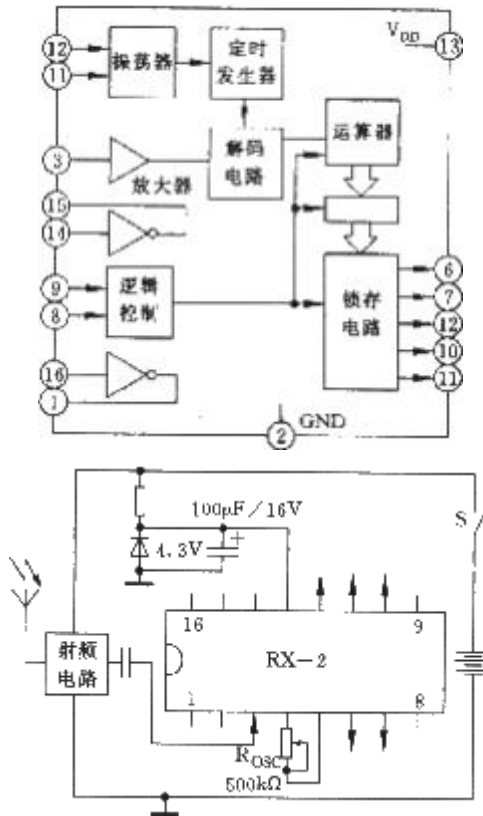 12
11
振荡器
定时
发生器
V_DD
13
3
放大器
解码
电路
运算器
15
14
9
8
逻辑
控制
锁存
电路
6
7
12
10
11
16
1
2
GND
100μF/16V
4.3V
S
16
9
RX-2
射频
电路
1
8
R_OSC
500kΩ